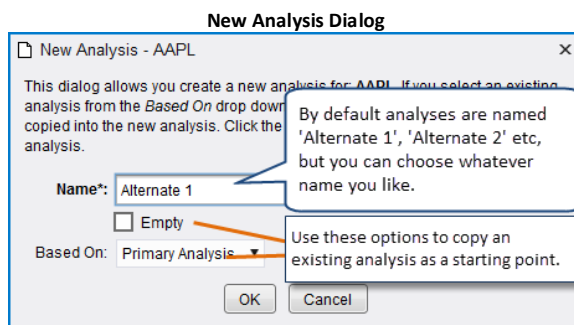 New Analysis Dialog
New Analysis - AAPL
This dialog allows you create a new analysis for AAPL. If you select an existing
analysis from the Based On drop down
copied into the new analysis. Click the
analysis.
By default analyses are named
'Alternate 1', 'Alternate 2' etc,
but you can choose whatever
name you like.
Name*: Alternate 1
Empty
Based On: Primary Analysis
Use these options to copy an
existing analysis as a starting point.
OK Cancel